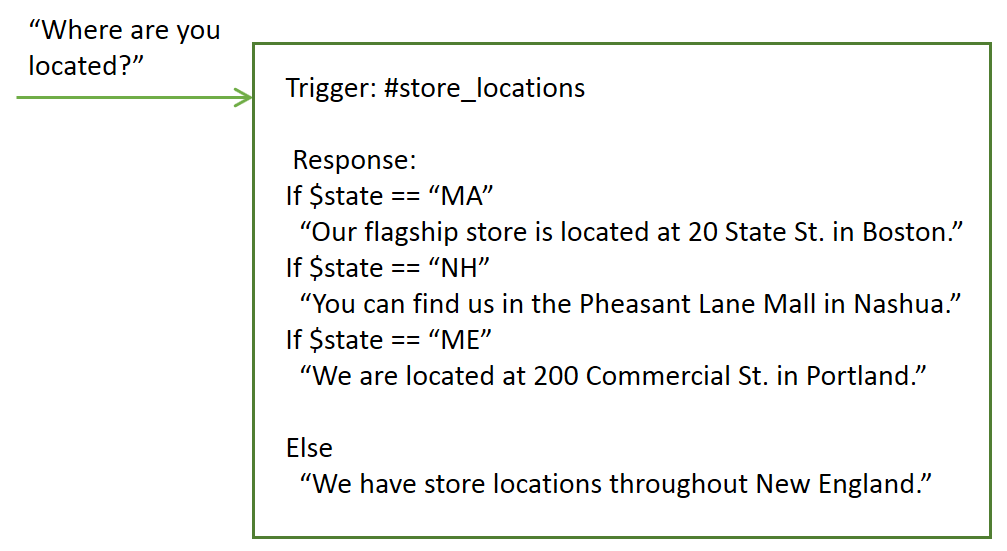 “Where are you
located?”
Trigger: #store_locations
Response:
If $state == “MA”
“Our flagship store is located at 20 State St. in Boston.”
If $state == “NH”
“You can find us in the Pheasant Lane Mall in Nashua.”
If $state == “ME”
“We are located at 200 Commercial St. in Portland.”
Else
“We have store locations throughout New England.”